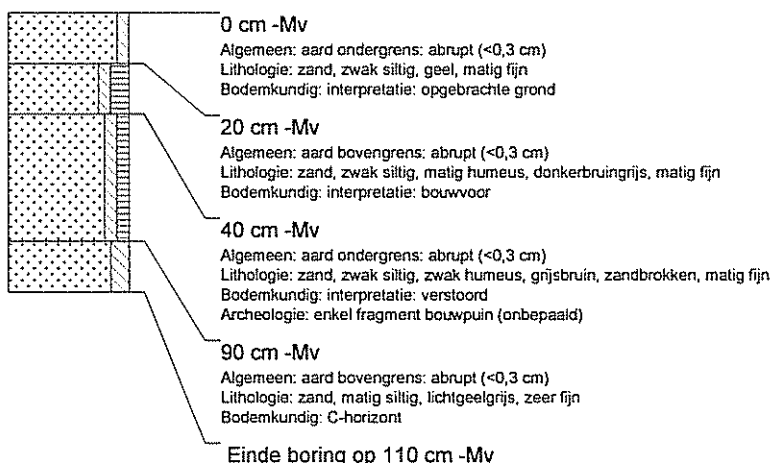 0 cm -Mv
Algemeen: aard ondergrens: abrupt (<0,3 cm)
Lithologie: zand, zwak siltig, geel, matig fijn
Bodemkundig: interpretatie: opgebrachte grond
20 cm -Mv
Algemeen: aard bovengrens: abrupt (<0,3 cm)
Lithologie: zand, zwak siltig, matig humeus, donkerbruingrijs, matig fijn
Bodemkundig: interpretatie: bouwvoor
40 cm -Mv
Algemeen: aard ondergrens: abrupt (<0,3 cm)
Lithologie: zand, zwak siltig, zwak humeus, grijsbruin, zandbrokken, matig fijn
Bodemkundig: interpretatie: verstoord
Archeologie: enkel fragment bouwpuin (onbepaald)
90 cm -Mv
Algemeen: aard bovengrens: abrupt (<0,3 cm)
Lithologie: zand, matig siltig, lichtgeelgrijs, zeer fijn
Bodemkundig: C-horizont
Einde boring op 110 cm -Mv